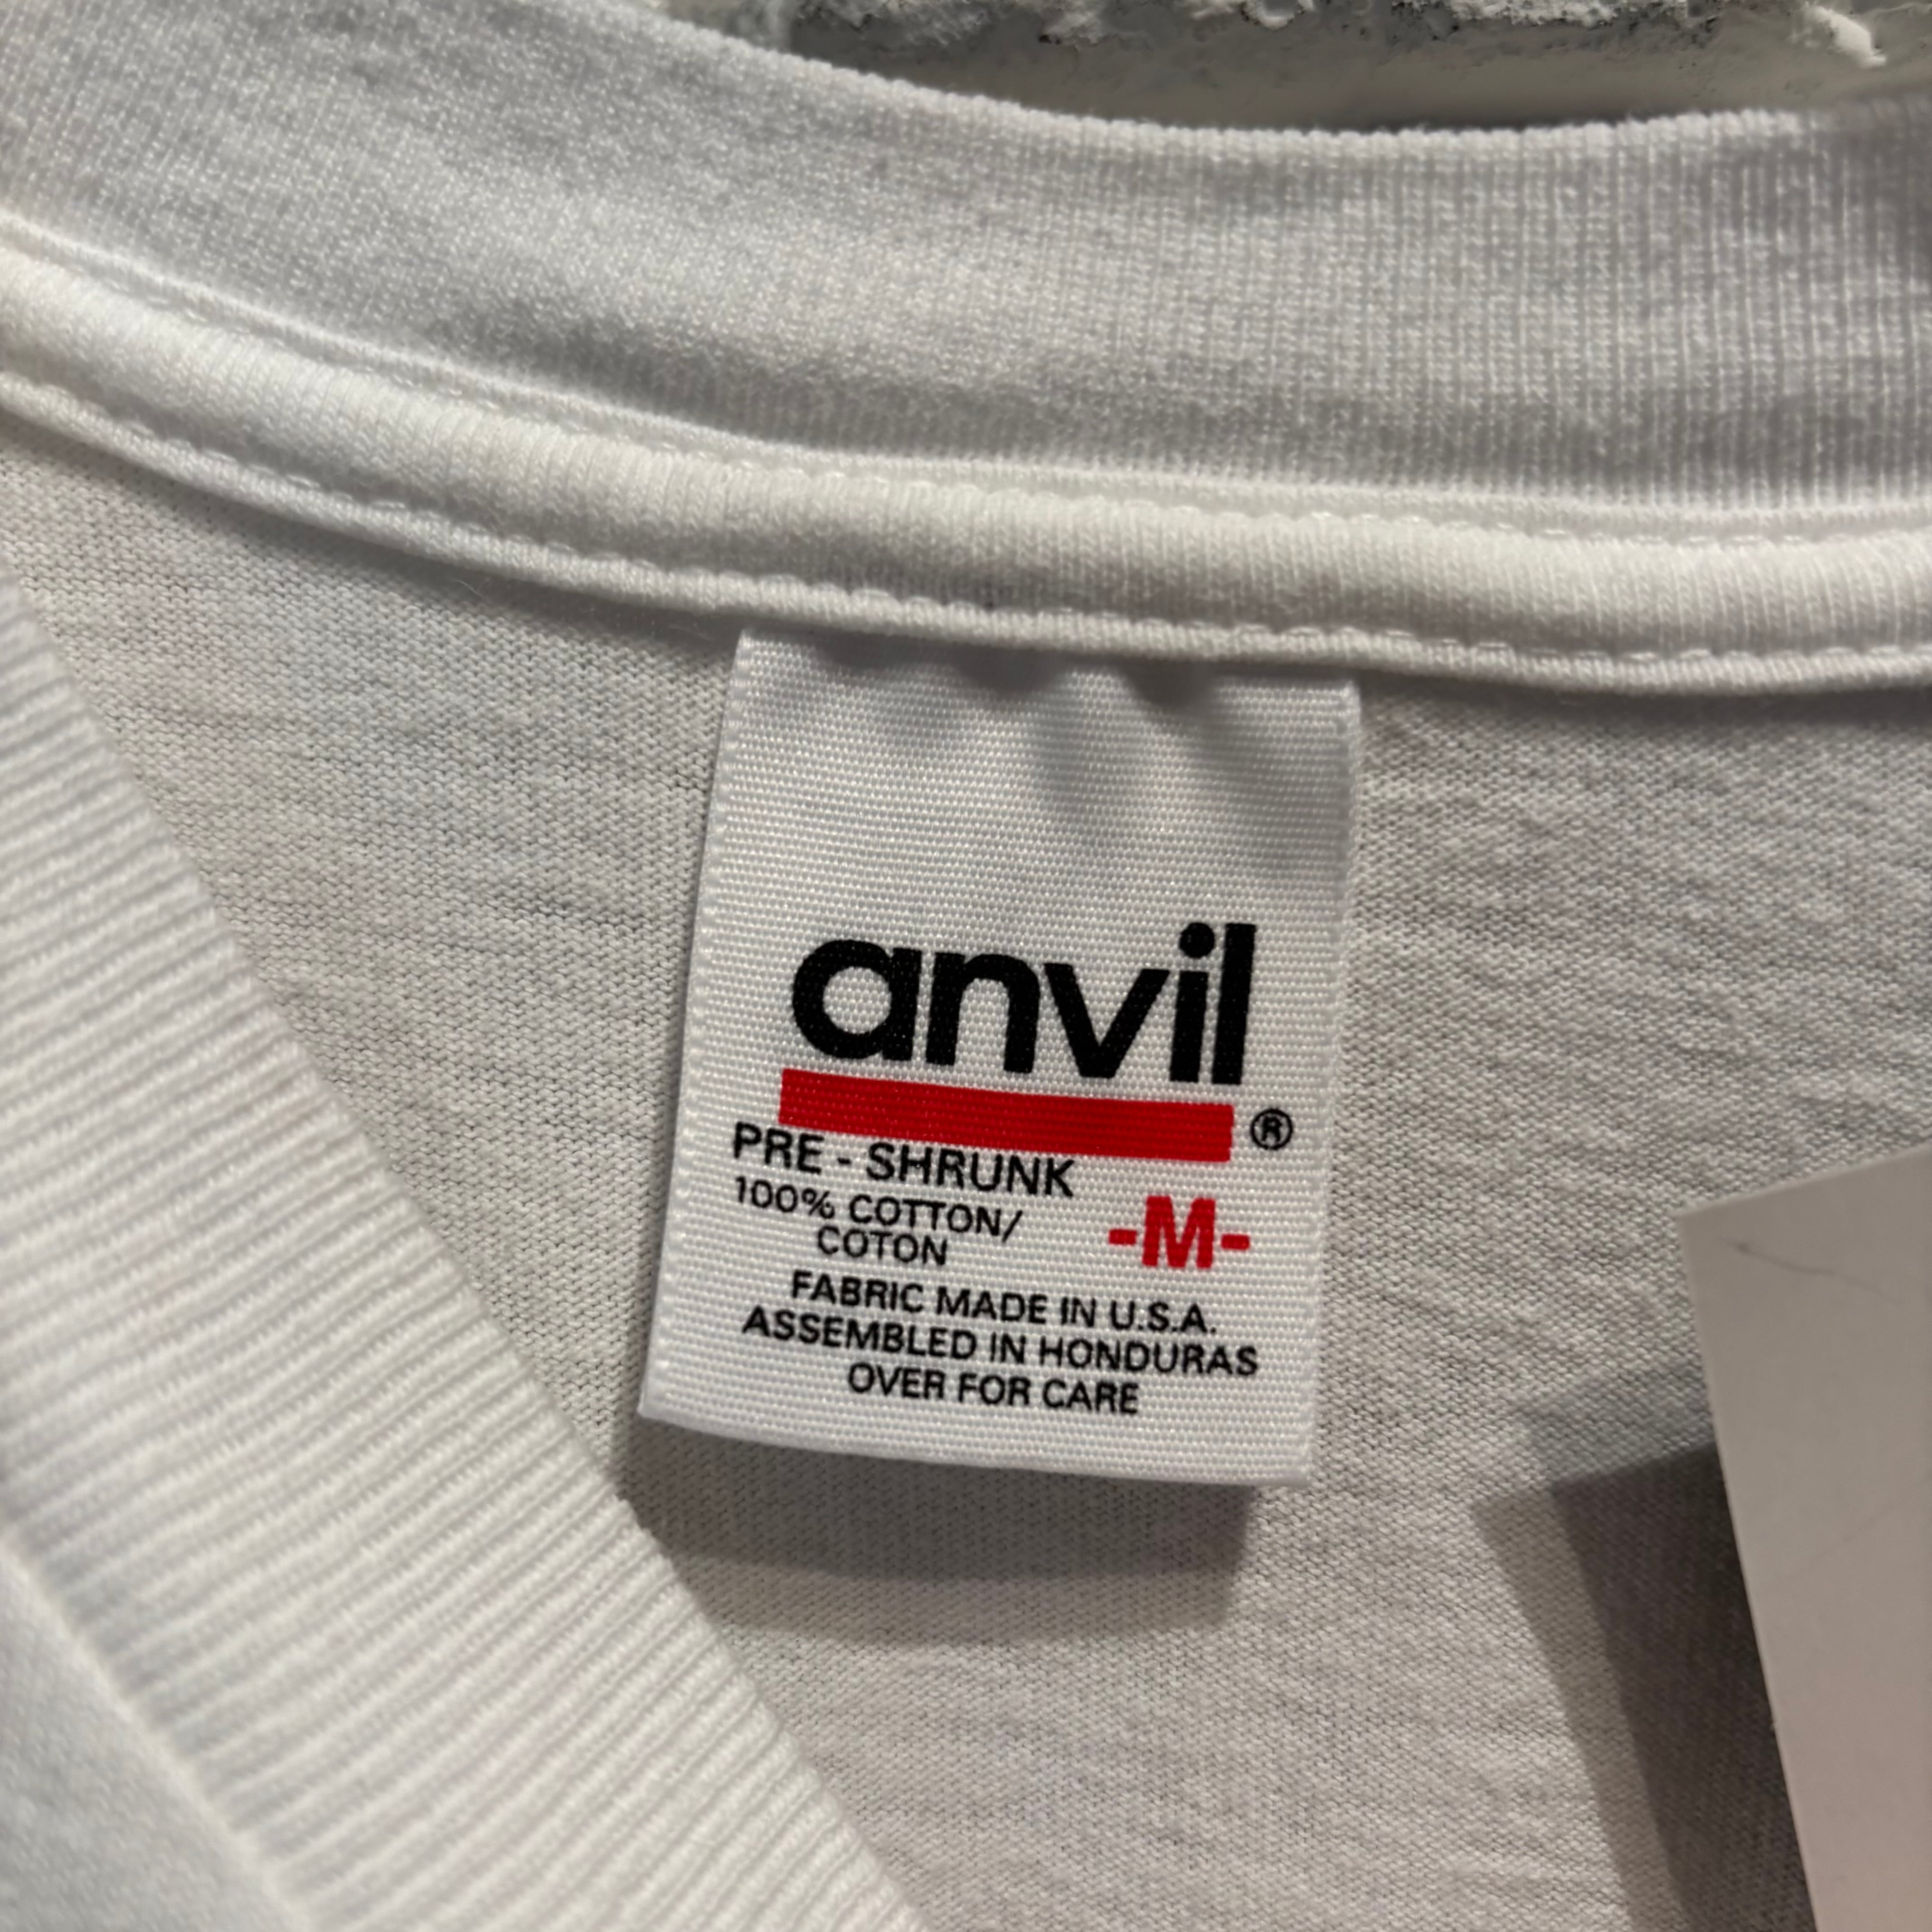 anvil
®
PRE - SHRUNK
100% COTTON/
COTON
-M-
FABRIC MADE IN U.S.A.
ASSEMBLED IN HONDURAS
OVER FOR CARE